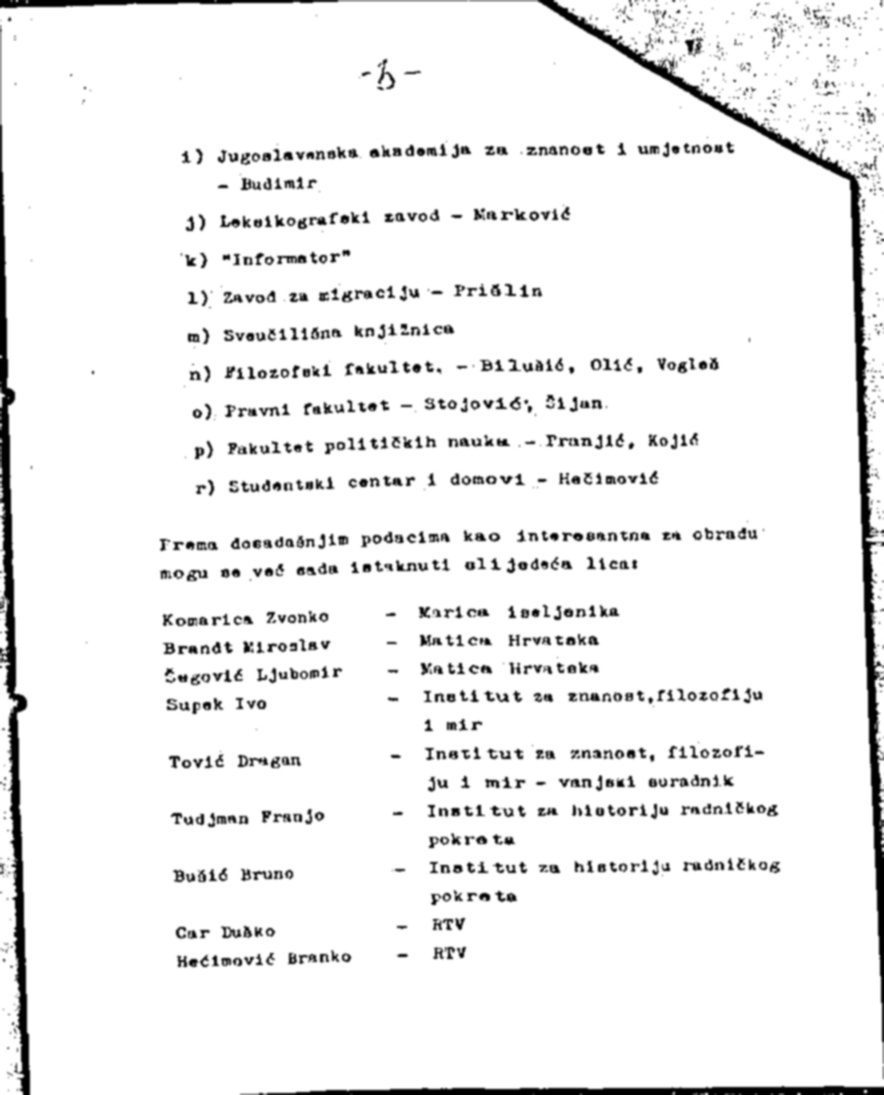 i) Jugoslavenska akademija za znanost i umjetnost
- Budimir
j) Leksikografski zavod - Marković
k) "Informator"
l) Zavod za migraciju - Prišlin
m) Sveučilišna knjižnica
n) Filozofski fakultet. - Bilušić, Olić, Vogleš
o) Pravni fakultet - Stojović, Šijan
p) Fakultet političkih nauka - Franjić, Kojić
r) Studentski centar i domovi - Hećimović
Prema dosadašnjim podacima kao interesantna za obradu
mogu se već sada istaknuti slijedeća lica:
Komarica Zvonko - Marica iseljenika
Brandt Miroslav - Matica Hrvatska
Ljubomir - Matica Hrvatska
Supek Ivo - Institut za znanost,filozofiju
i mir
Tović Dragan - Institut za znanost, filozofi-
ju i mir - vanjski suradnik
Tudjman Franjo - Institut za historiju radničkog
pokreta
Bušić Bruno - Institut za historiju radničkog
pokreta
Car Duško - RTV
Hećimović Branko - RTV